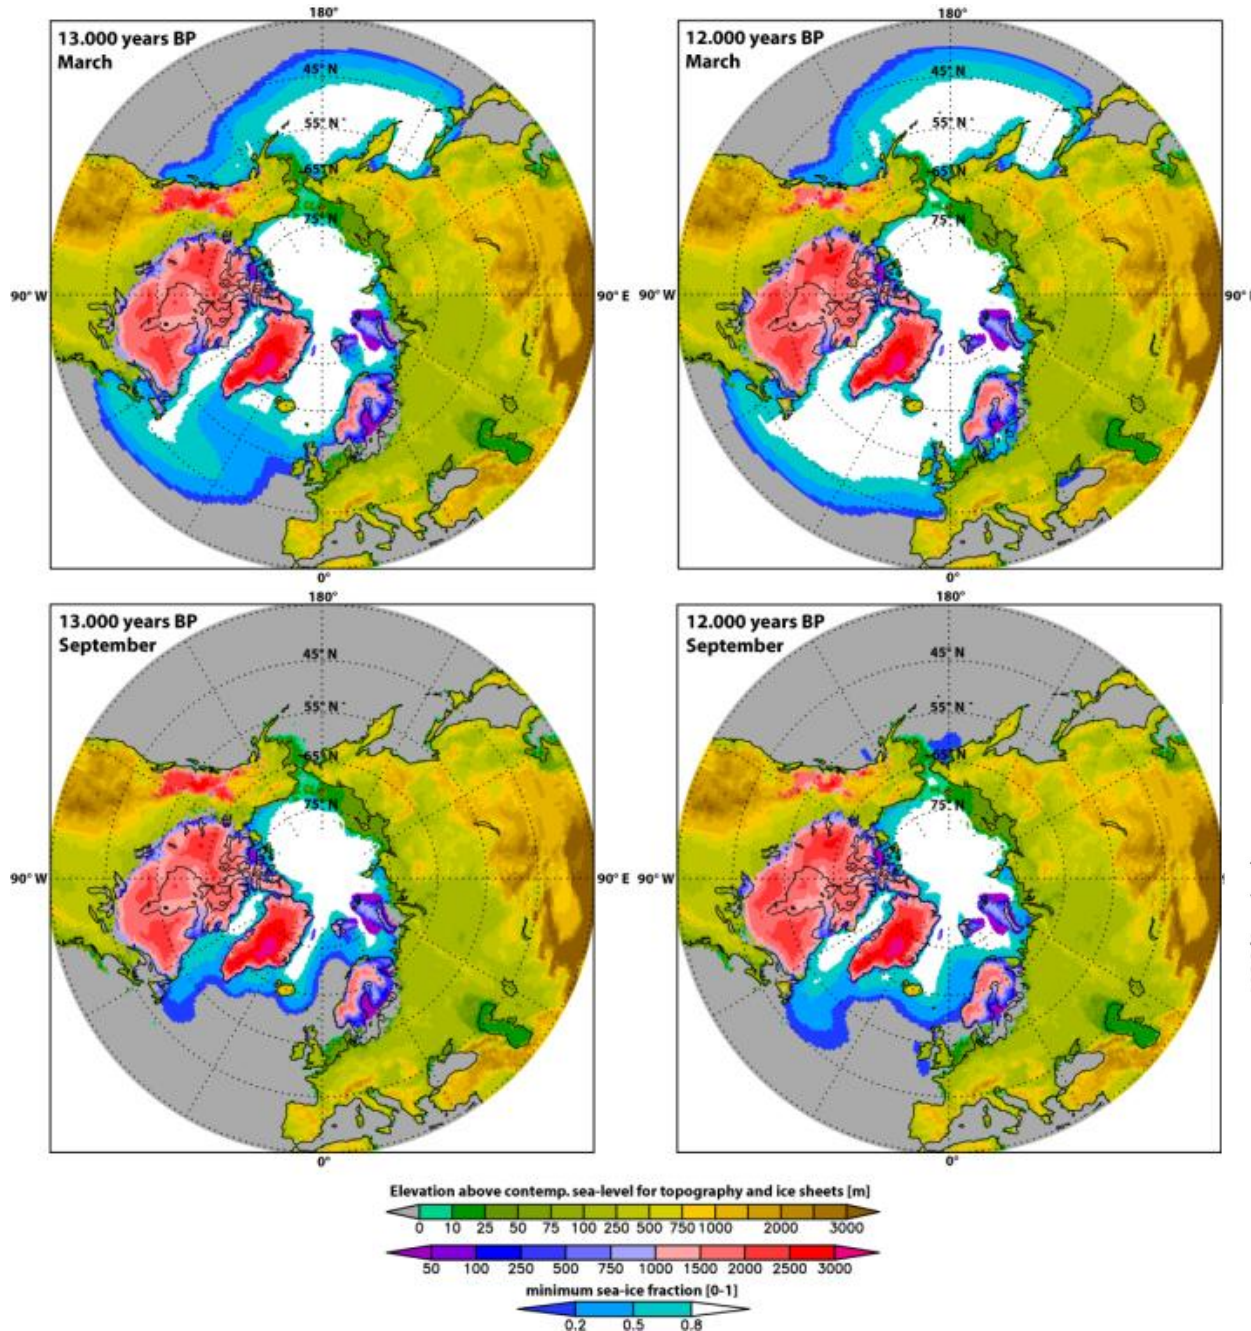 180°
13.000 years BP
March
45° N
55° N
65° N
75° N
90° W
90° E
0°
180°
12.000 years BP
March
45° N
55° N
65° N
75° N
90° W
90° E
0°
180°
13.000 years BP
September
45° N
55° N
65° N
75° N
90° W
90° E
0°
180°
12.000 years BP
September
45° N
55° N
65° N
75° N
90° W
0°
Elevation above contemp. sea-level for topography and ice sheets [m]
0 10 25 50 75 100 250 500 750 1000 2000 3000
50 100 250 500 750 1000 1500 2000 2500 3000
minimum sea-ice fraction [0-1]
0.2 0.5 0.8